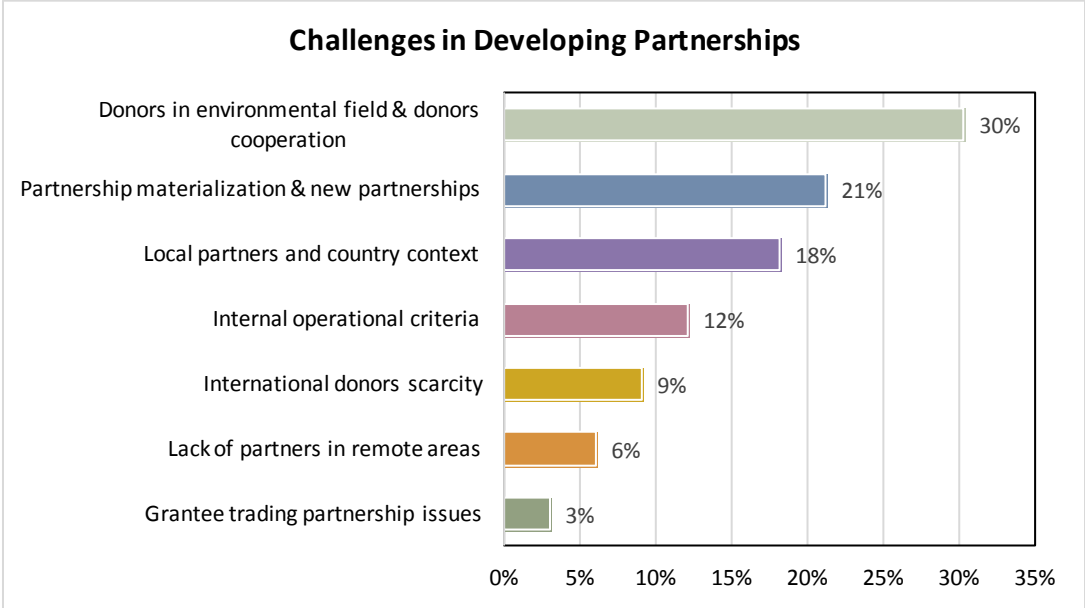 Challenges in Developing Partnerships
Donors in environmental field & donors
cooperation
30%
Partnership materialization & new partnerships
21%
Local partners and country context
18%
Internal operational criteria
12%
International donors scarcity
9%
Lack of partners in remote areas
6%
Grantee trading partnership issues
3%
0% 5% 10% 15% 20% 25% 30% 35%